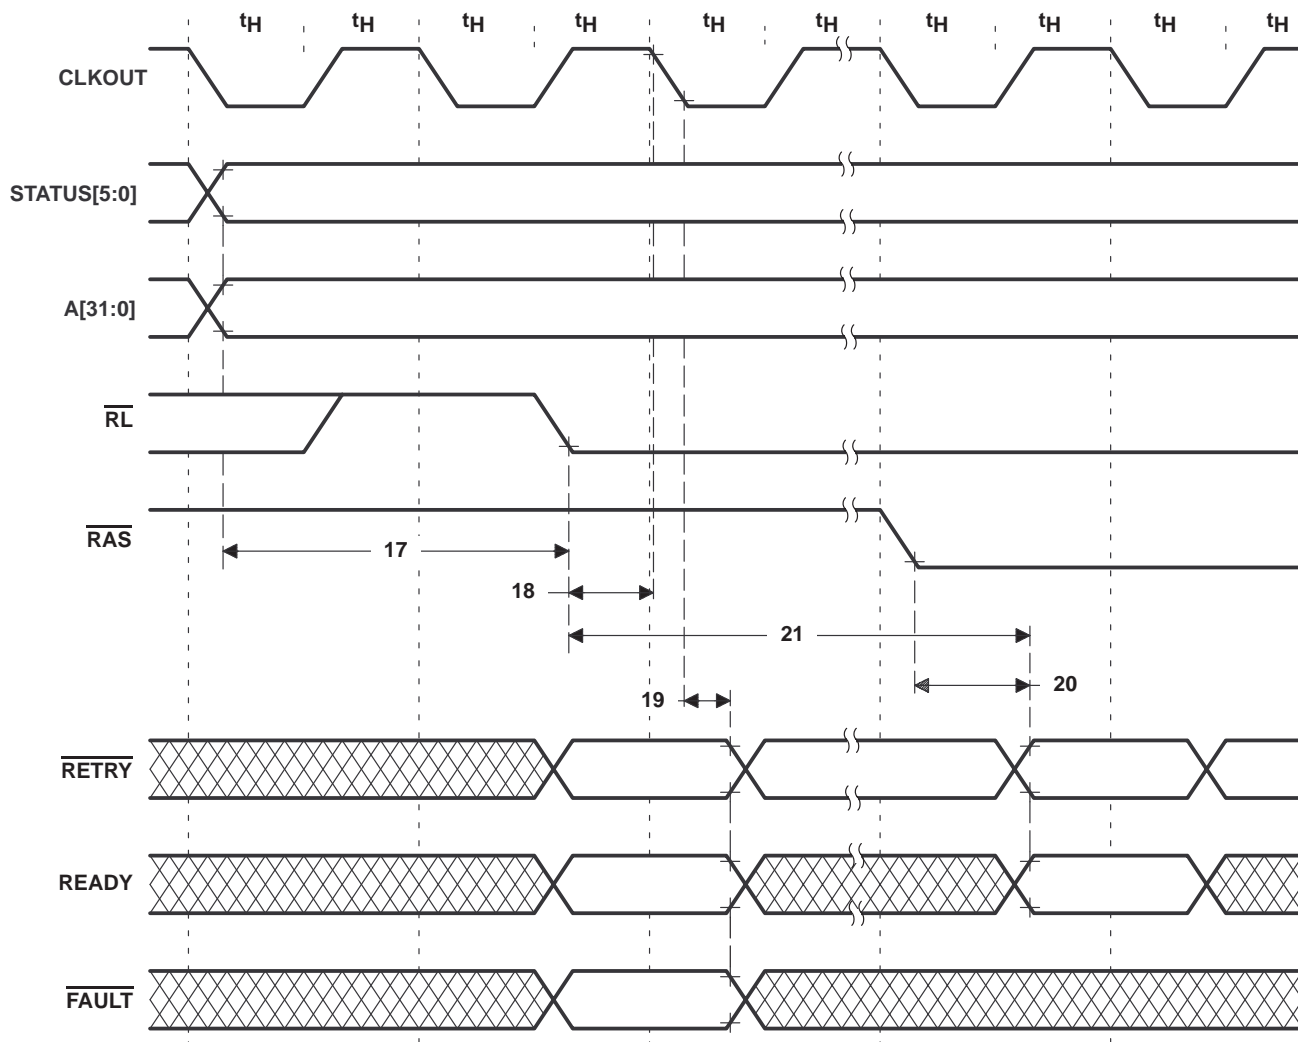 tH tH tH tH tH tH tH tH tH tH
CLKOUT
STATUS[5:0]
A[31:0]
RL
RAS
17
18
21
20
19
RETRY
READY
FAULT